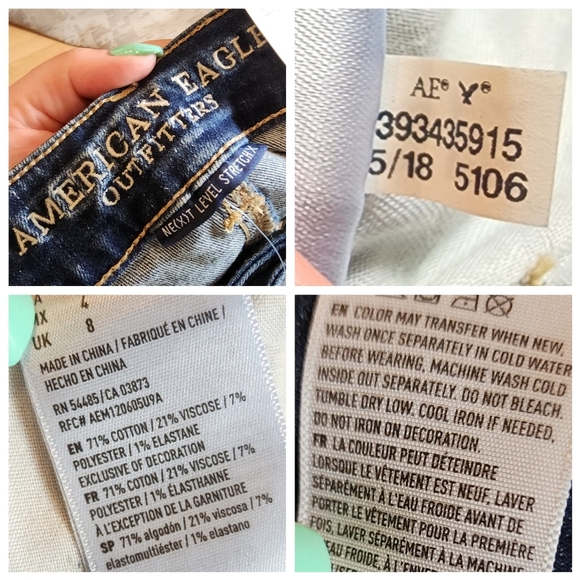 AMERICAN EAGLE
OUTFITTERS
NE(X)T LEVEL STRETCH
AE®
393435915
5/18 5106
4
8
UK
MADE IN CHINA / FABRIQUÉ EN CHINE /
HECHO EN CHINA
RN 54485/CA 03873
RFC# AEM120605U9A
EN 71% COTTON / 21% VISCOSE / 7%
POLYESTER / 1% ELASTANE
EXCLUSIVE OF DECORATION
FR 71% COTON / 21% VISCOSE / 7%
POLYESTER / 1% ÉLASTHANNE
À L'EXCEPTION DE LA GARNITURE
SP 71% algodón / 21% viscosa / 7%
elastomultiéster / 1% elastano
EN COLOR MAY TRANSFER WHEN NEW.
WASH ONCE SEPARATELY IN COLD WATER
BEFORE WEARING. MACHINE WASH COLD
INSIDE OUT SEPARATELY. DO NOT BLEACH.
TUMBLE DRY LOW. COOL IRON IF NEEDED.
DO NOT IRON ON DECORATION.
FR LA COULEUR PEUT DÉTEINDRE
LORSQUE LE VÊTEMENT EST NEUF. LAVER
SÉPARÉMENT À L'EAU FROIDE AVANT DE
PORTER LE VÊTEMENT POUR LA PREMIÈRE
FOIS. LAVER SÉPARÉMENT À LA MACHINE
EAU FROIDE, À L'ENVERS